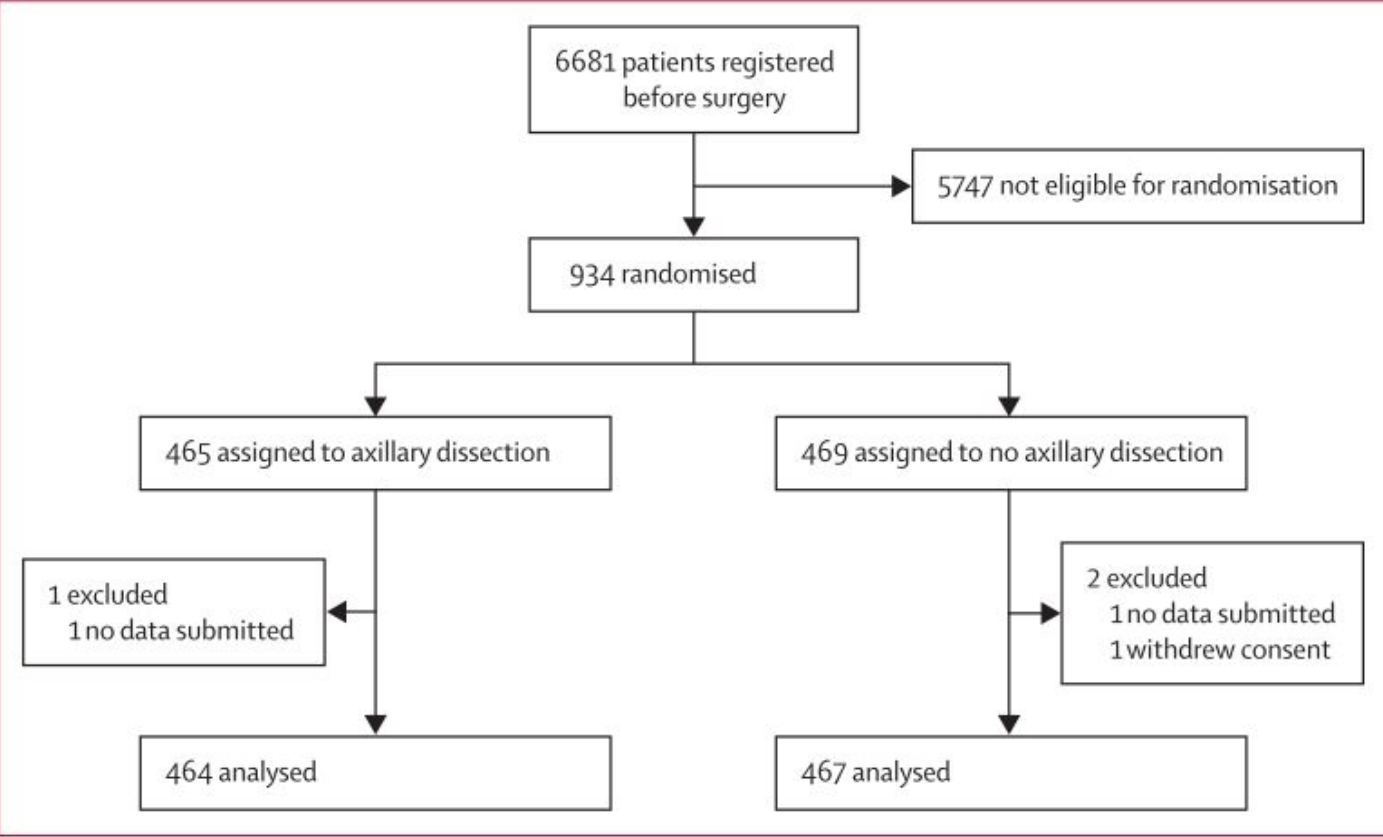 6681 patients registered
before surgery
5747 not eligible for randomisation
934 randomised
465 assigned to axillary dissection
469 assigned to no axillary dissection
1 excluded
1 no data submitted
2 excluded
1 no data submitted
1 withdrew consent
464 analysed
467 analysed